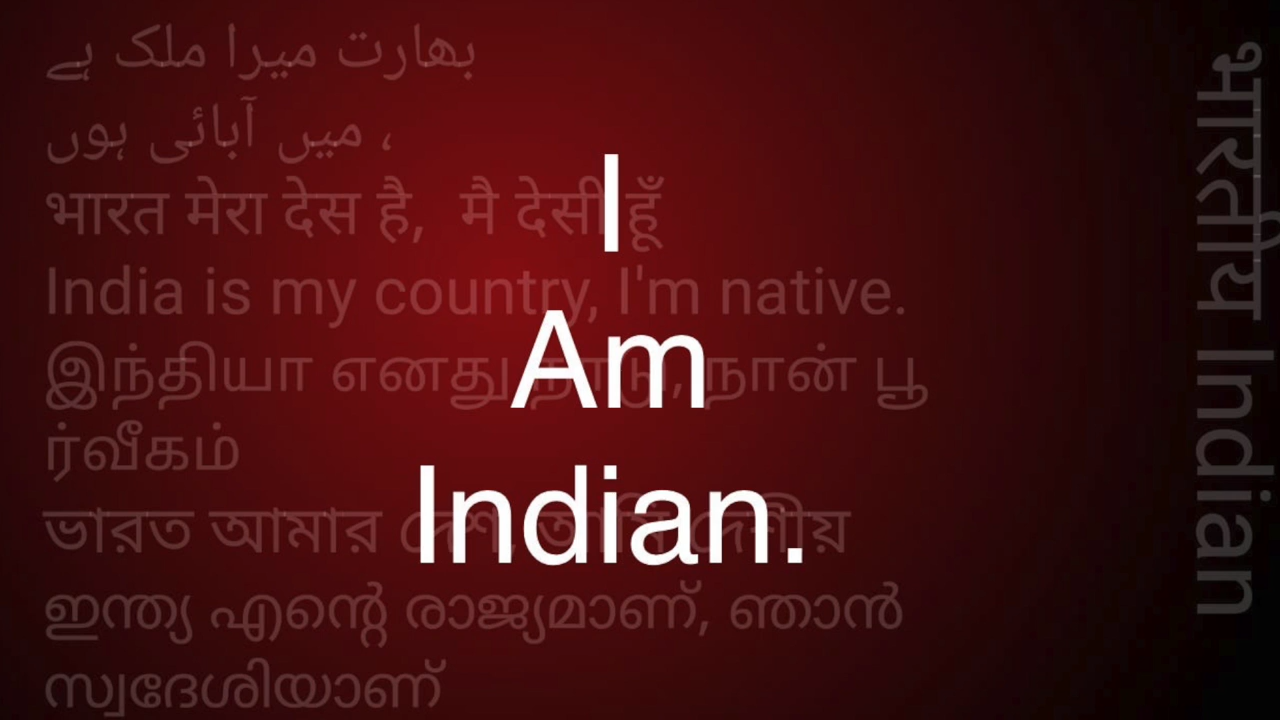 بھارت میرا ملک ہے
، میں آبائی ہوں
भारत मेरा देस है, मै देसी हूँ
India is my country, I'm native.
இந்தியா எனது நாடு, நான் பூ
ர்வீகம்
ভারত আমার দেশ, আমি দেশীয়
ഇന്ത്യ എന്റെ രാജ്യമാണ്, ഞാൻ
സ്വദേശിയാണ്
I
Am
Indian.
भारतीय Indian